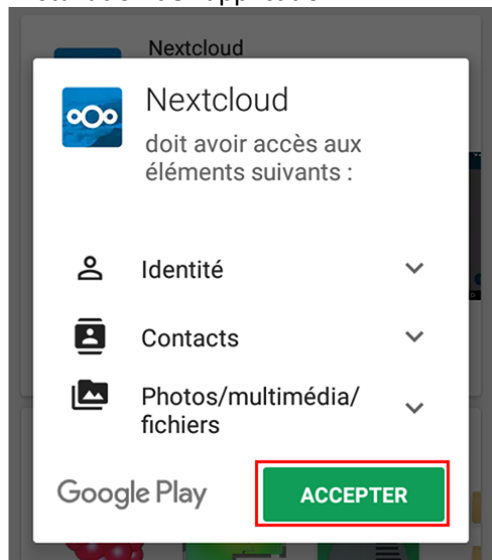 Nextcloud
Nextcloud
doit avoir accès aux
éléments suivants :
Identité
Contacts
Photos/multimédia/
fichiers
Google Play
ACCEPTER